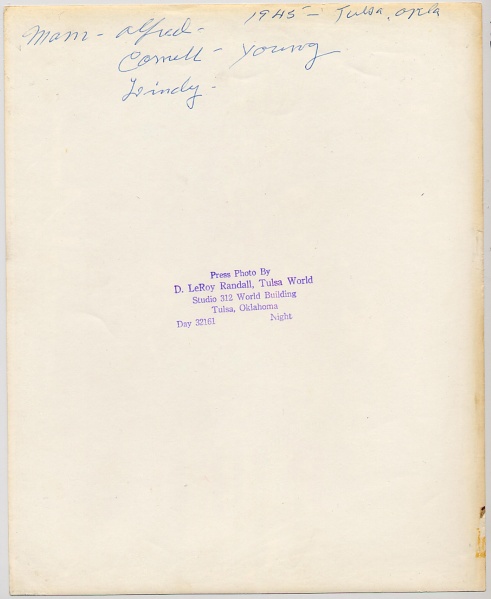 1945 - Tulsa, Okla
Mom - Alfred -
Cornell - Young
Lindy -
Press Photo By
D. LeRoy Randall, Tulsa World
Studio 312 World Building
Tulsa, Oklahoma
Day 32161 Night